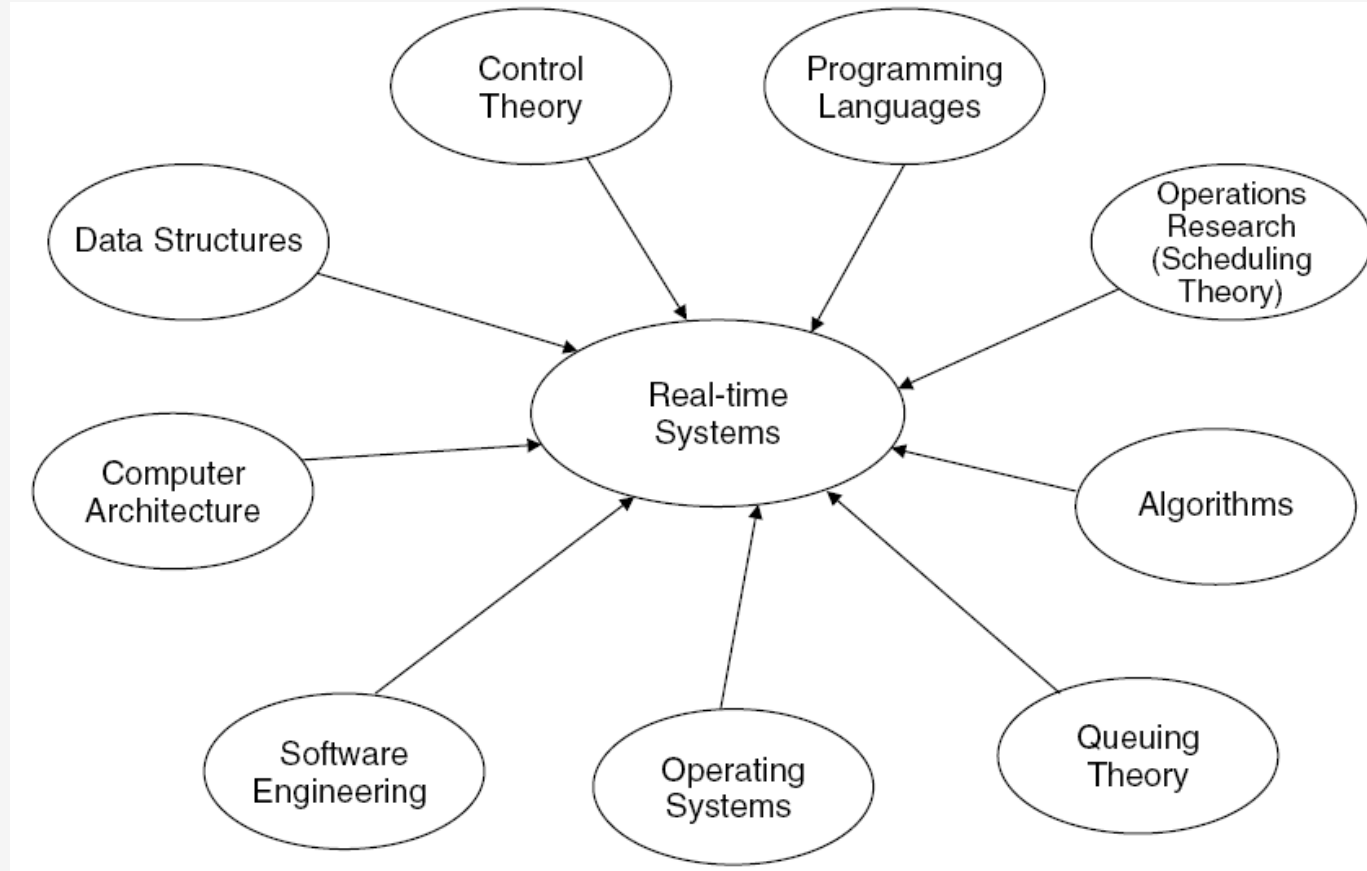 Control
Theory
Programming
Languages
Operations
Research
(Scheduling
Theory)
Data Structures
Real-time
Systems
Computer
Architecture
Algorithms
Software
Engineering
Operating
Systems
Queuing
Theory